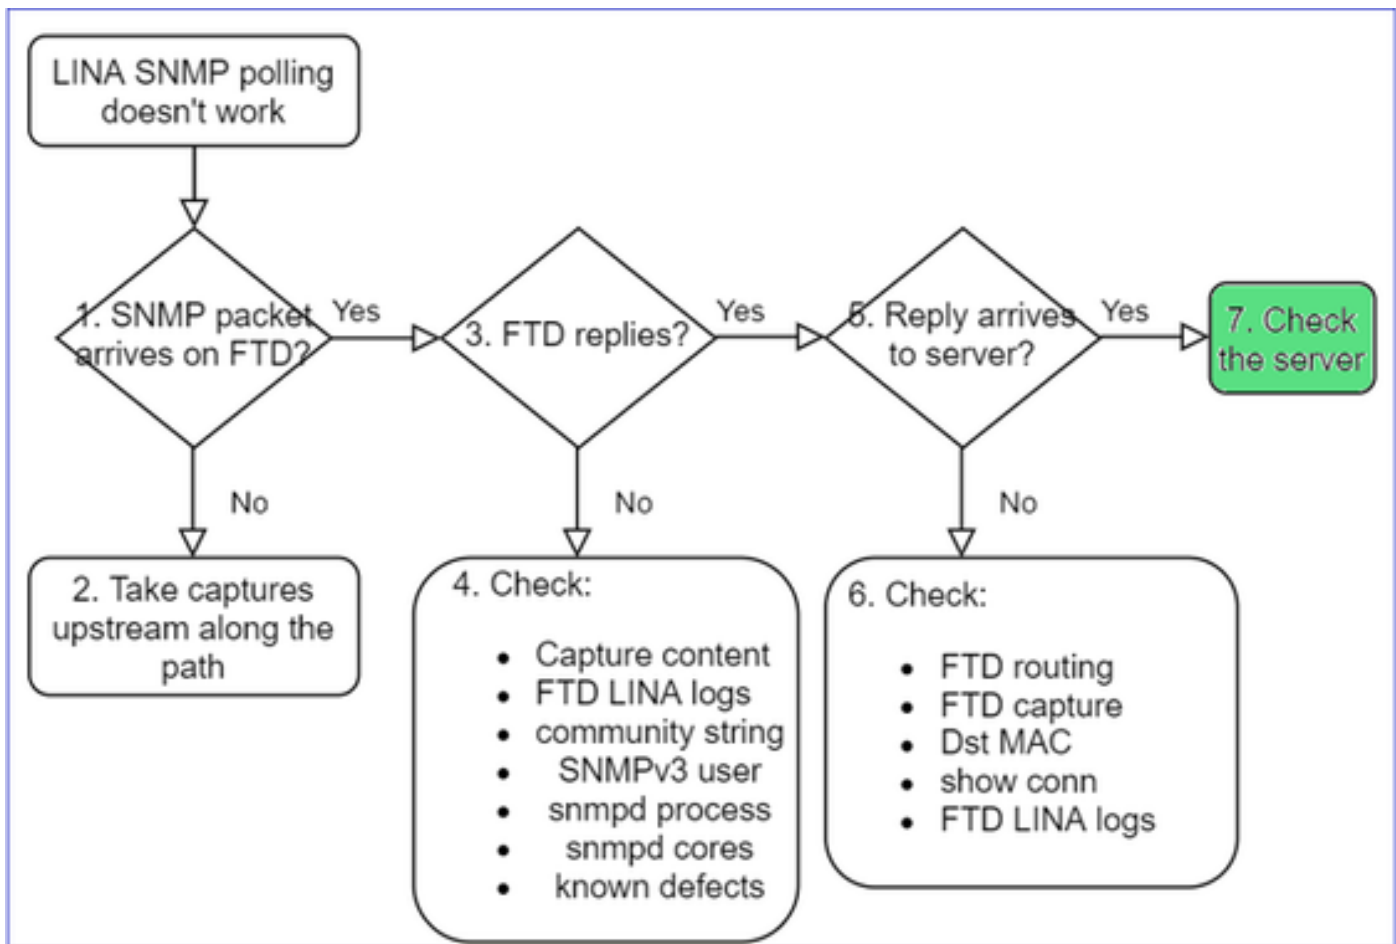 LINA SNMP polling
doesn't work
1. SNMP packet
arrives on FTD?
Yes
3. FTD replies?
Yes
5. Reply arrives
to server?
Yes
7. Check
the server
No
No
No
2. Take captures
upstream along the
path
4. Check:
• Capture content
• FTD LINA logs
• community string
• SNMPv3 user
• snmpd process
• snmpd cores
• known defects
6. Check:
• FTD routing
• FTD capture
• Dst MAC
• show conn
• FTD LINA logs